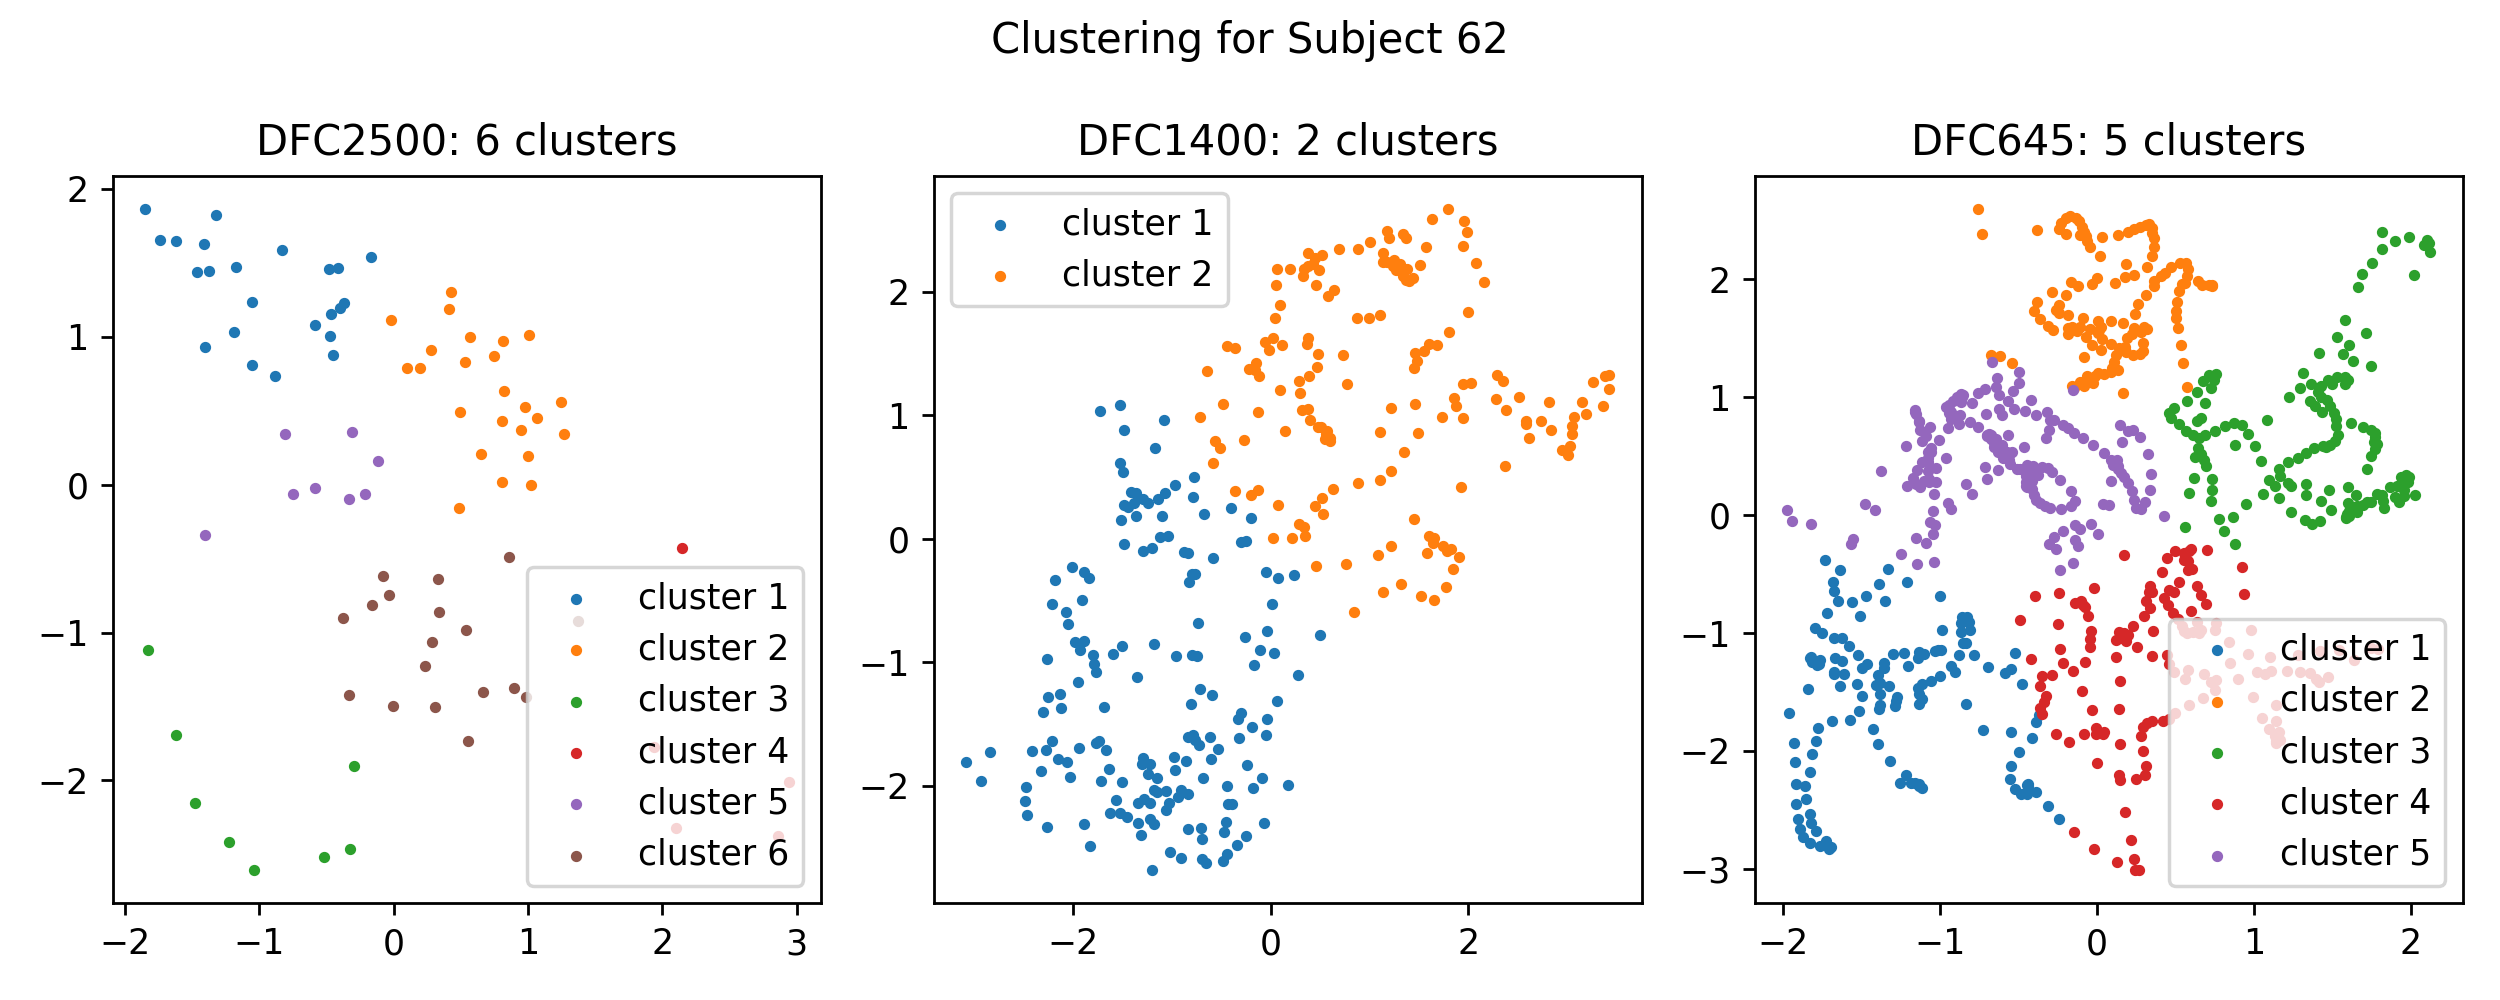 Clustering for Subject 62
DFC2500: 6 clusters
2
1
0
−1
−2
−2
−1
0
1
2
3
cluster 1
cluster 2
cluster 3
cluster 4
cluster 5
cluster 6
DFC1400: 2 clusters
cluster 1
cluster 2
2
1
0
−1
−2
−2
0
2
DFC645: 5 clusters
2
1
0
−1
−2
−3
−2
−1
0
1
2
cluster 1
cluster 2
cluster 3
cluster 4
cluster 5